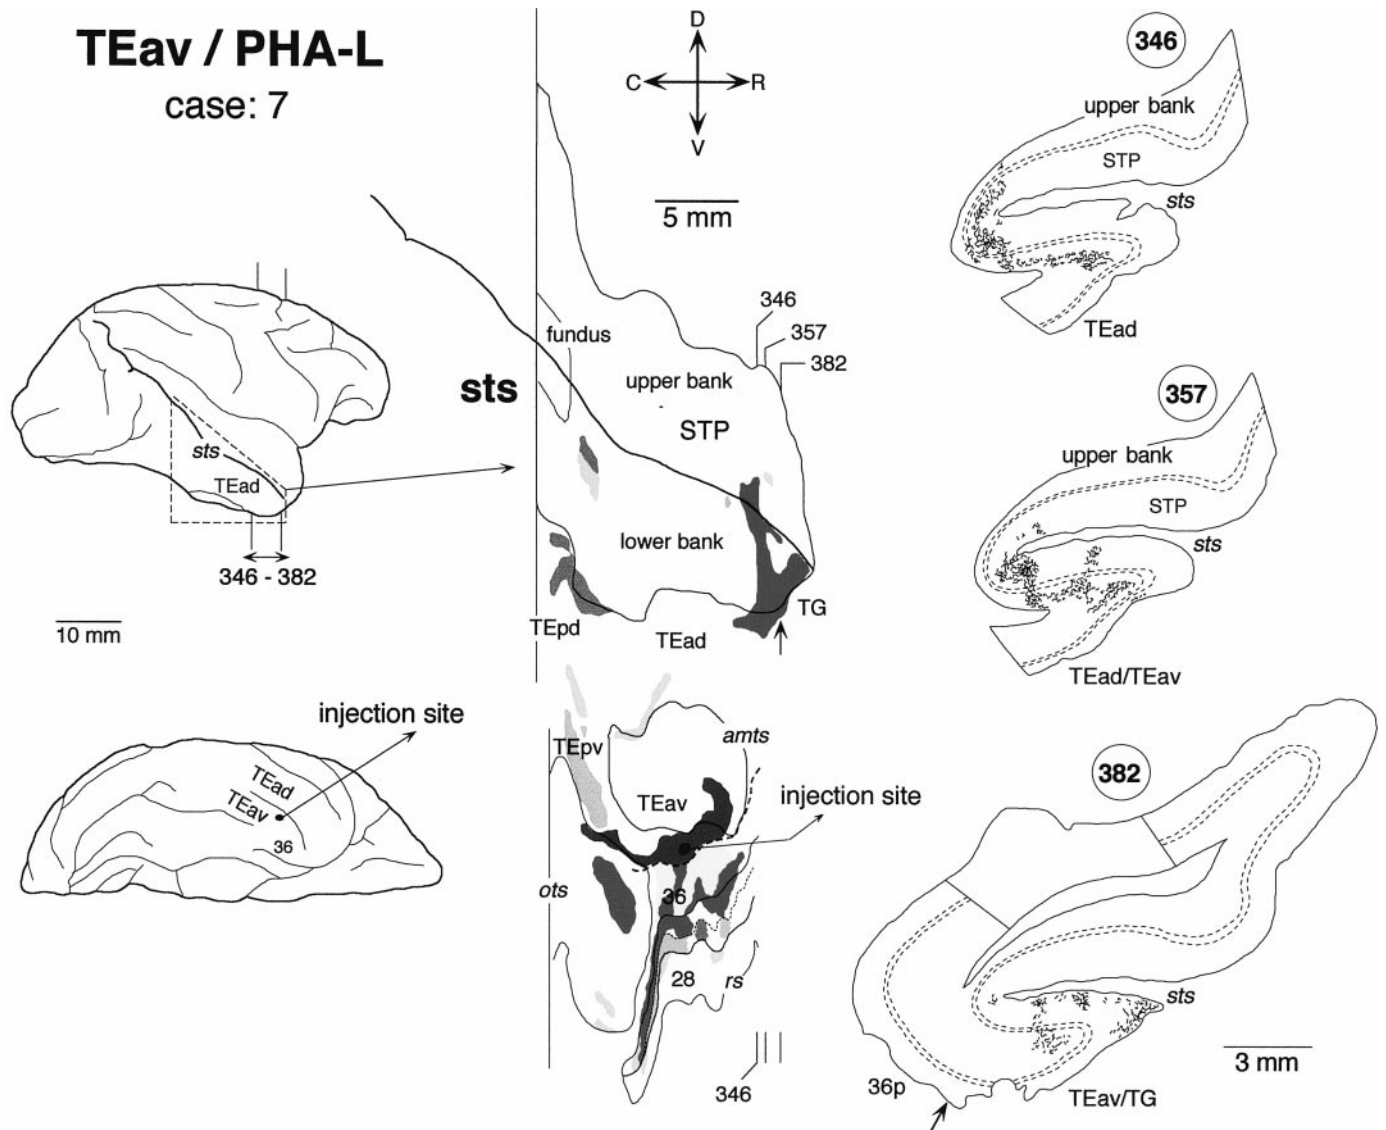 TEav / PHA-L
case: 7
D
C
R
V
5 mm
346
upper bank
STP
sts
TEad
346
357
382
fundus
upper bank
sts
STP
lower bank
TG
TEpd
TEad
sts
TEad
346 - 382
10 mm
357
upper bank
STP
sts
TEad/TEav
injection site
TEad
TEav
36
TEpv
amts
TEav
injection site
ots
36
28
rs
346
382
sts
3 mm
36p
TEav/TG